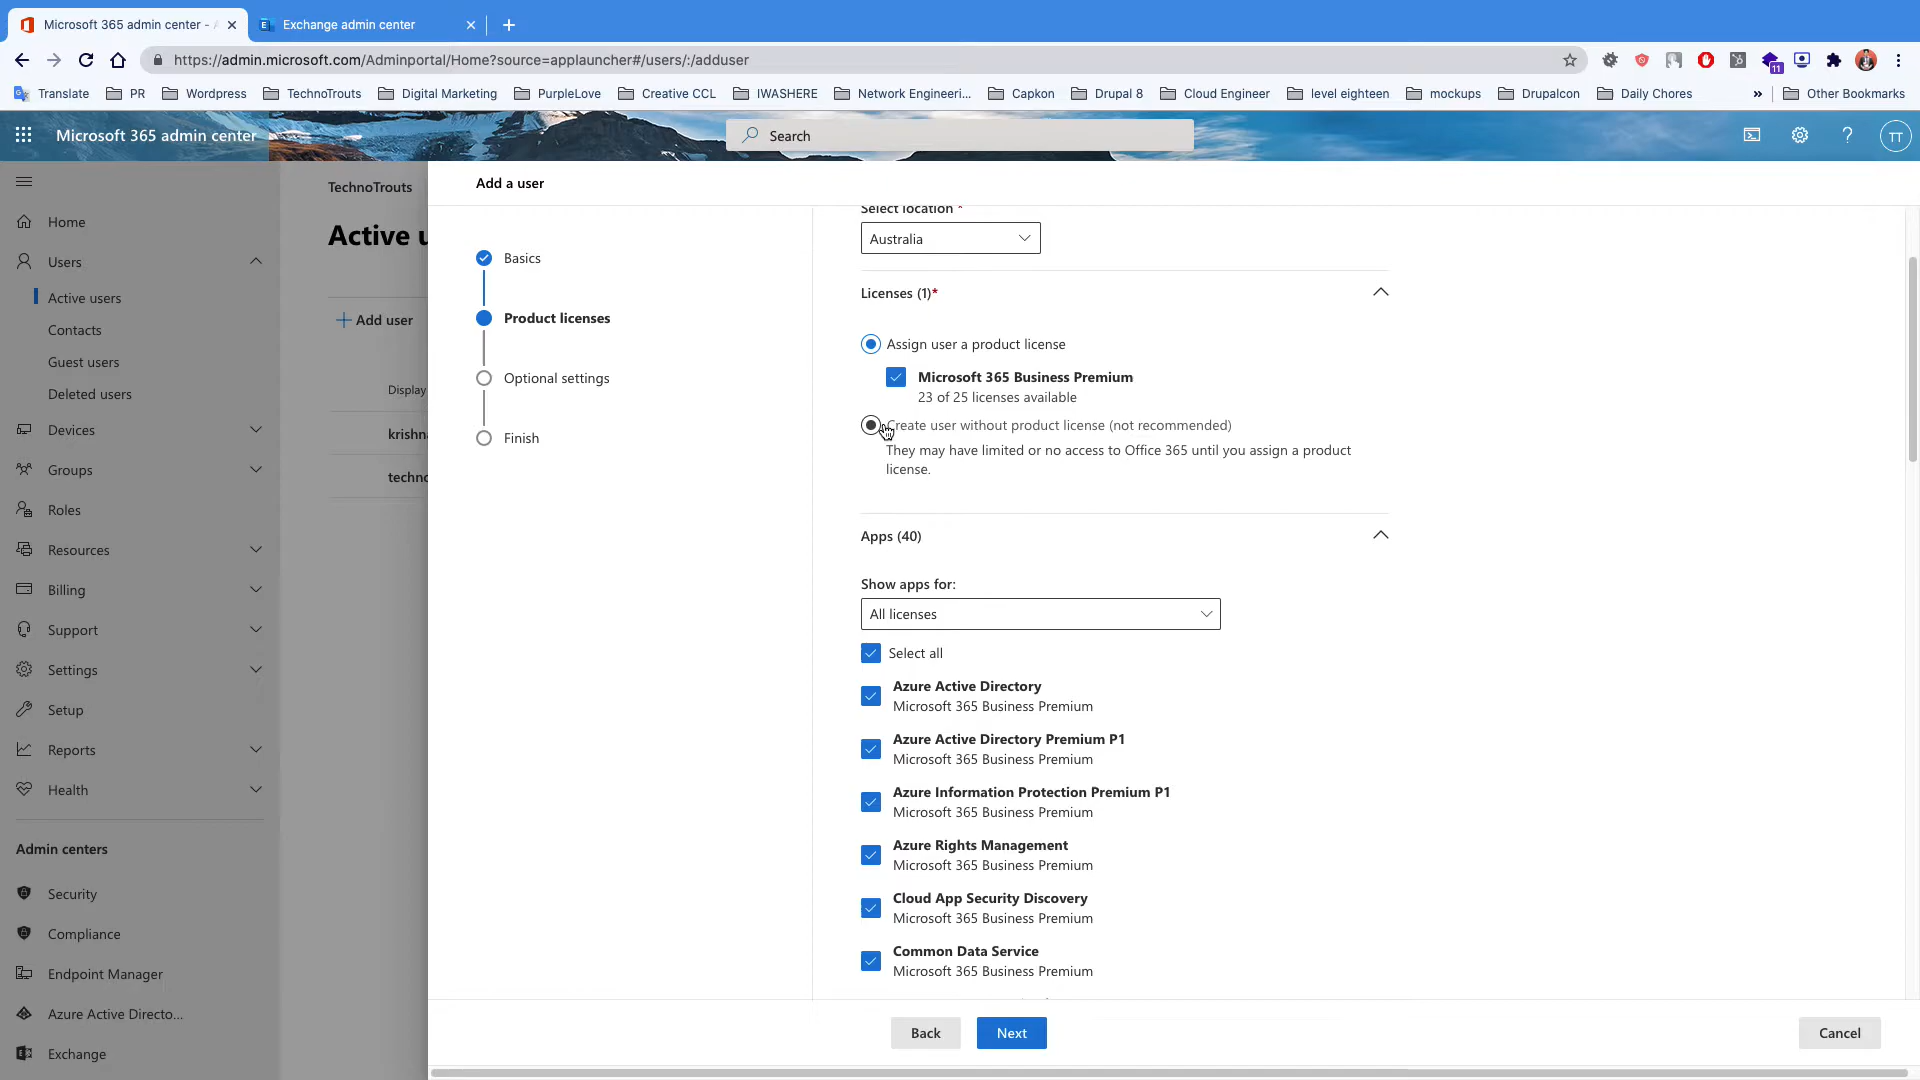 Microsoft 365 admin center - A
Exchange admin center
https://admin.microsoft.com/Adminportal/Home?source=applauncher#/users/:/adduser
11
Translate
PR
Wordpress
TechnoTrouts
Digital Marketing
PurpleLove
Creative CCL
IWASHERE
Network Engineeri...
Capkon
Drupal 8
Cloud Engineer
level eighteen
mockups
Drupalcon
Daily Chores
»
Other Bookmarks
Microsoft 365 admin center
Search
?
TT
Home
Users
Active users
Contacts
Guest users
Deleted users
Devices
Groups
Roles
Resources
Billing
Support
Settings
Setup
Reports
Health
Admin centers
Security
Compliance
Endpoint Manager
Azure Active Directo...
Exchange
TechnoTrouts
Active u
Add user
Display
krishna
techno
Add a user
Basics
Product licenses
Optional settings
Finish
Select location *
Australia
Licenses (1)*
Assign user a product license
Microsoft 365 Business Premium
23 of 25 licenses available
Create user without product license (not recommended)
They may have limited or no access to Office 365 until you assign a product
license.
Apps (40)
Show apps for:
All licenses
Select all
Azure Active Directory
Microsoft 365 Business Premium
Azure Active Directory Premium P1
Microsoft 365 Business Premium
Azure Information Protection Premium P1
Microsoft 365 Business Premium
Azure Rights Management
Microsoft 365 Business Premium
Cloud App Security Discovery
Microsoft 365 Business Premium
Common Data Service
Microsoft 365 Business Premium
Back
Next
Cancel